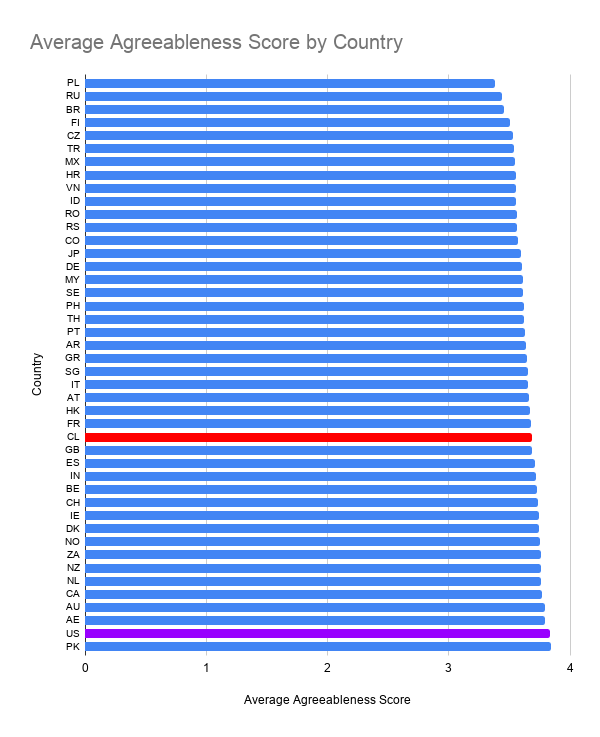 Average Agreeableness Score by Country
PL
RU
BR
FI
CZ
TR
MX
HR
VN
ID
RO
RS
CO
JP
DE
MY
SE
PH
TH
PT
AR
GR
SG
IT
AT
HK
FR
CL
GB
ES
IN
BE
CH
IE
DK
NO
ZA
NZ
NL
CA
AU
AE
US
PK
Country
0 1 2 3 4
Average Agreeableness Score